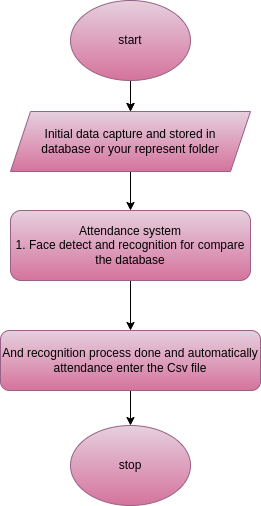 start
Initial data capture and stored in
database or your represent folder
Attendance system
1. Face detect and recognition for compare
the database
And recognition process done and automatically
attendance enter the Csv file
stop